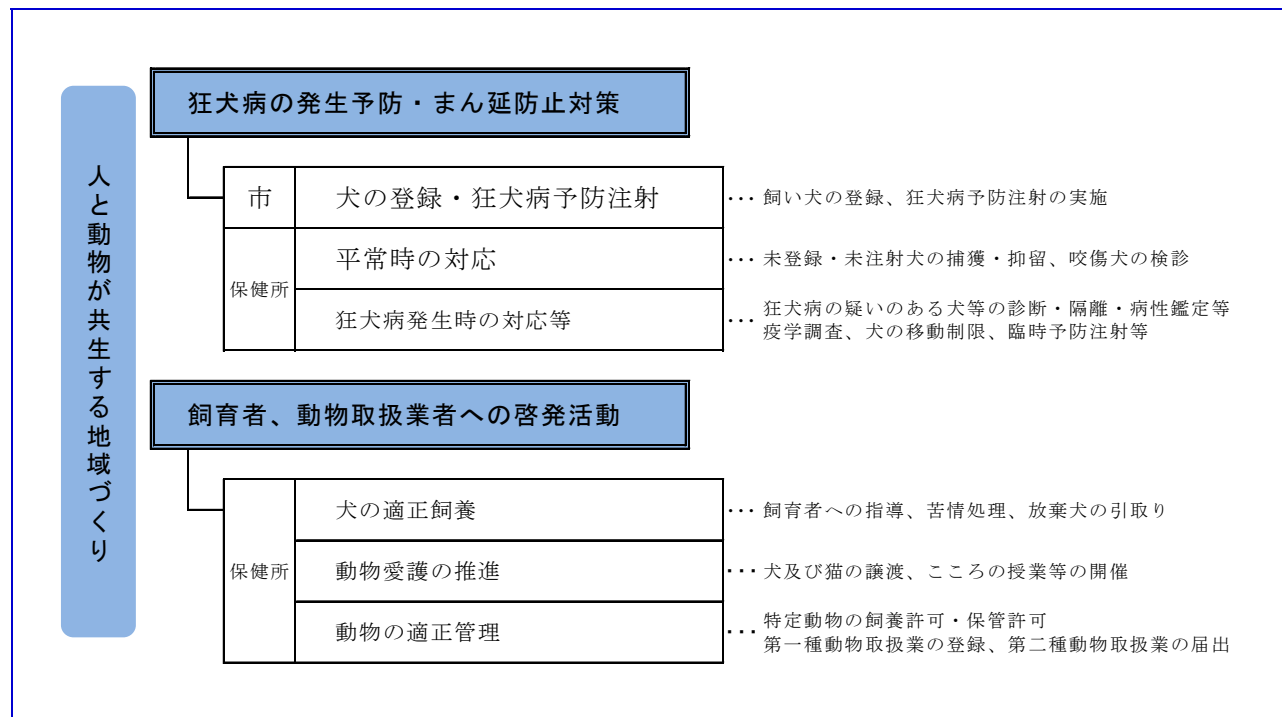 人と動物が共生する地域づくり
狂犬病の発生予防・まん延防止対策
市
犬の登録・狂犬病予防注射
･･･ 飼い犬の登録、狂犬病予防注射の実施
保健所
平常時の対応
･･･ 未登録・未注射犬の捕獲・抑留、咬傷犬の検診
狂犬病発生時の対応等
･･･ 狂犬病の疑いのある犬等の診断・隔離・病性鑑定等
疫学調査、犬の移動制限、臨時予防注射等
飼育者、動物取扱業者への啓発活動
保健所
犬の適正飼養
･･･ 飼育者への指導、苦情処理、放棄犬の引取り
動物愛護の推進
･･･ 犬及び猫の譲渡、こころの授業等の開催
動物の適正管理
･･･ 特定動物の飼養許可・保管許可
第一種動物取扱業の登録、第二種動物取扱業の届出